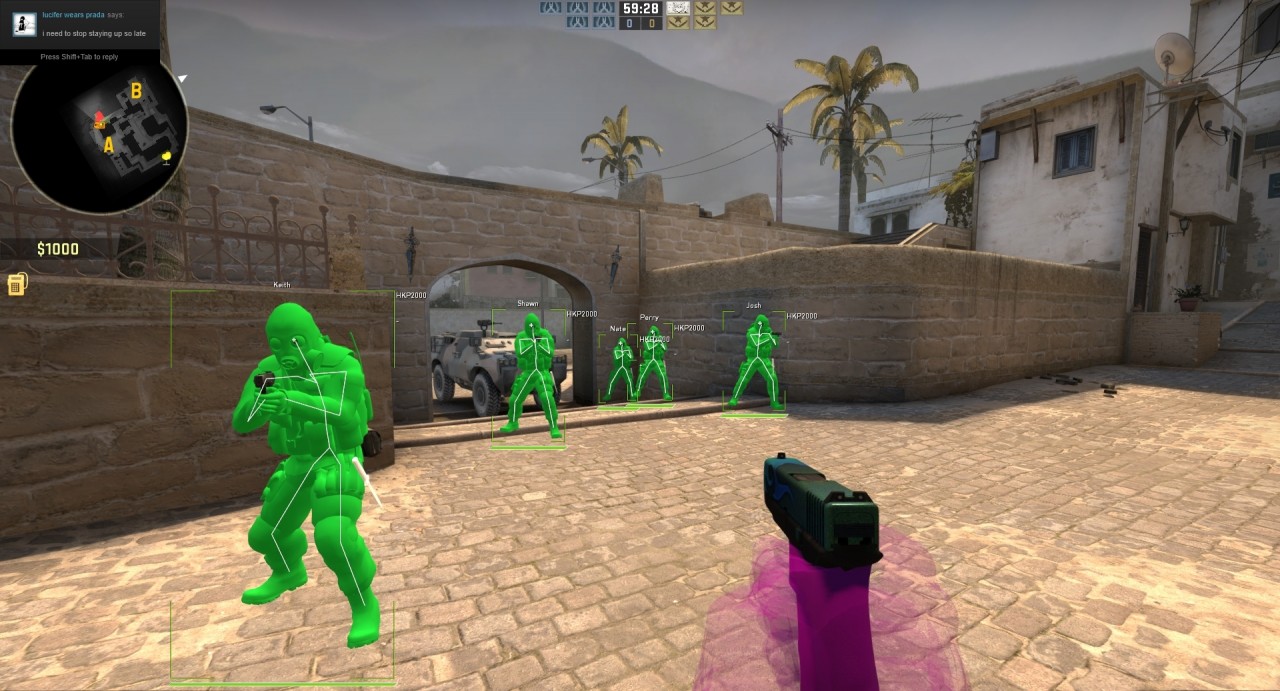 lucifer wears prada says:
i need to stop staying up so late
Press Shift+Tab to reply
59:28
0 0
B
A
$1000
Keith
HKP2000
Shawn
HKP2000
Nate
Perry
HKP2000
HKP2000
Josh
HKP2000